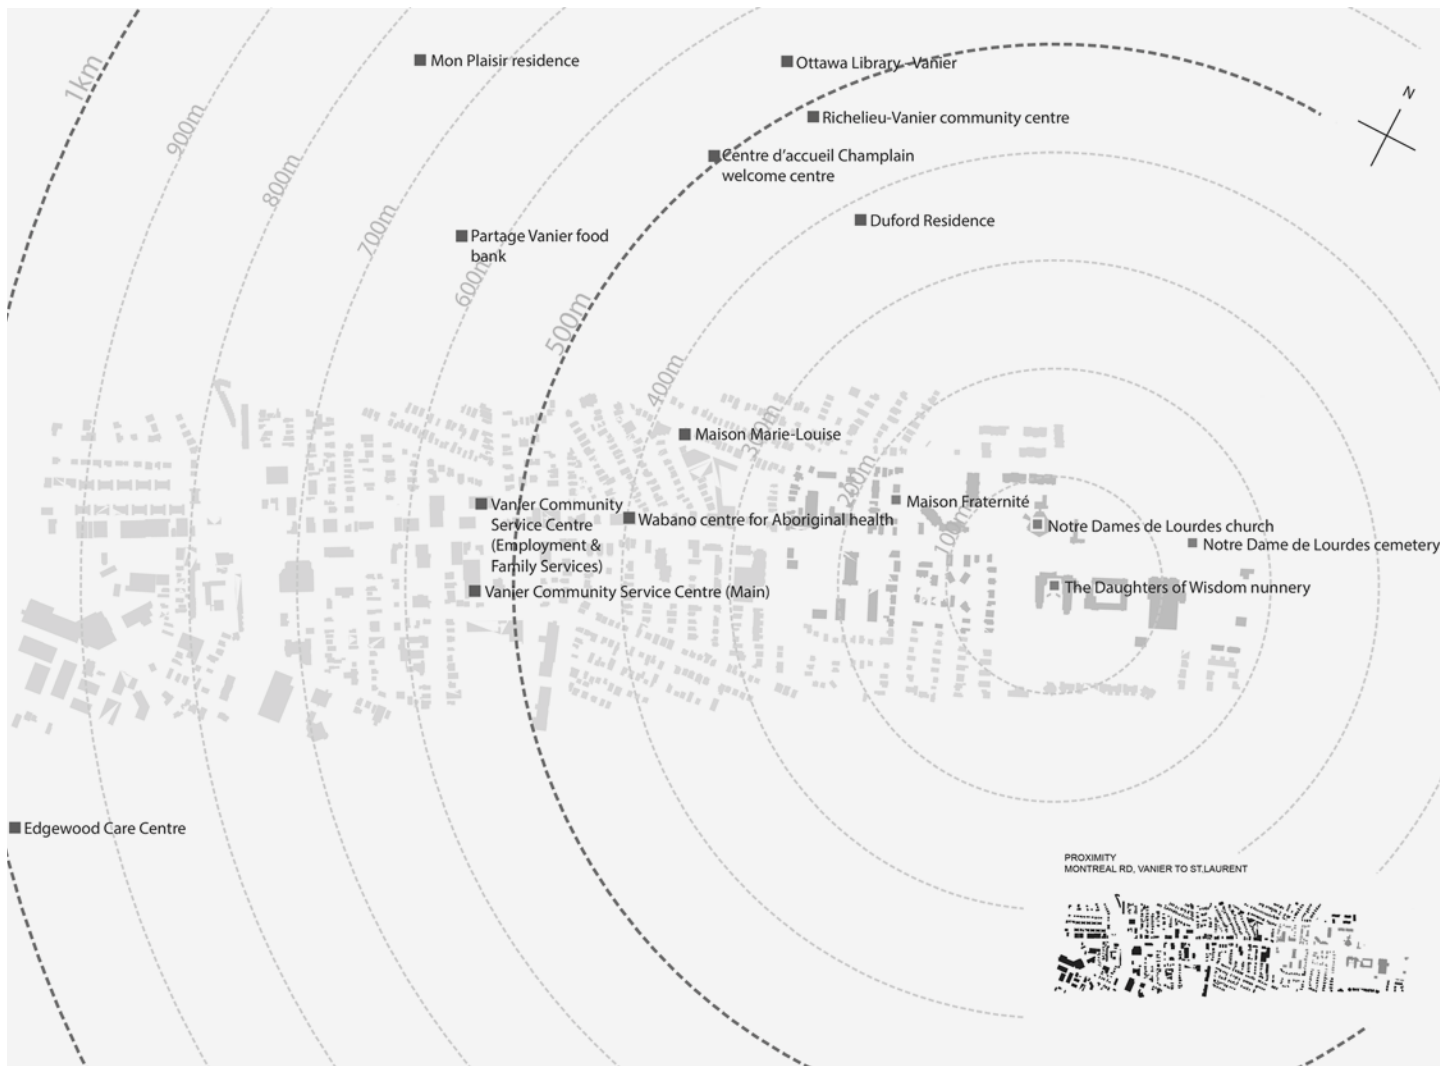 Mon Plaisir residence
Ottawa Library -Vanier
1km
N
900m
Richelieu-Vanier community centre
Centre d'accueil Champlain
welcome centre
800m
700m
Duford Residence
Partage Vanier food
bank
600m
500m
400m
300m
Maison Marie-Louise
200m
100m
Maison Fraternité
Vanier Community
Service Centre
(Employment &
Family Services)
Wabano centre for Aboriginal health
Notre Dames de Lourdes church
Notre Dame de Lourdes cemetery
The Daughters of Wisdom nunnery
Vanier Community Service Centre (Main)
Edgewood Care Centre
PROXIMITY
MONTREAL RD, VANIER TO ST.LAURENT